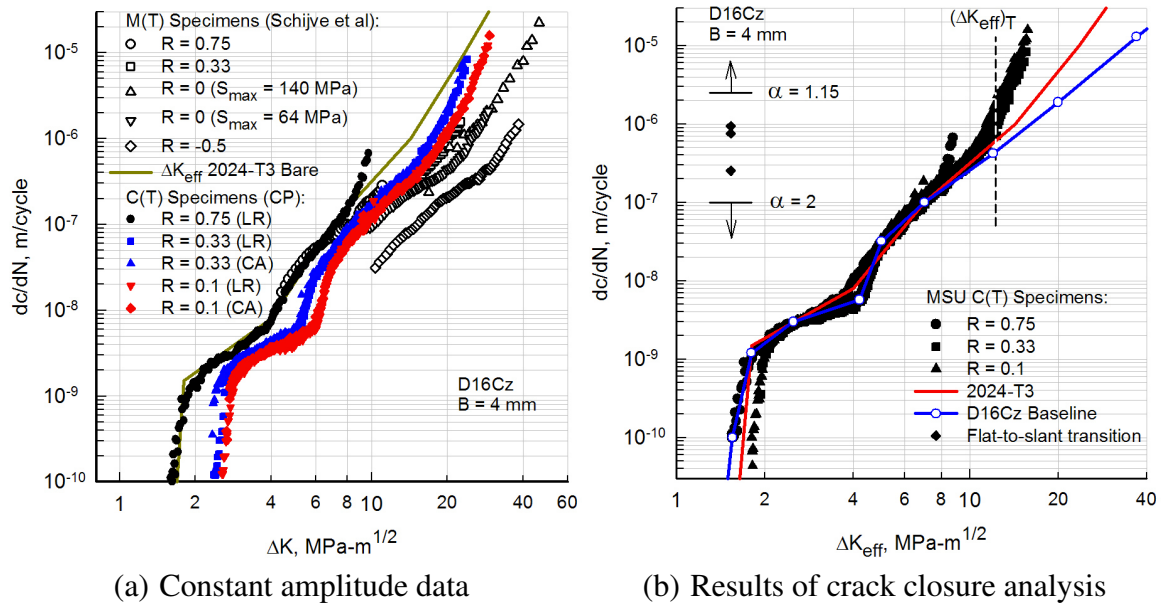 M(T) Specimens (Schijve et al):
R = 0.75
R = 0.33
R = 0 (Smax = 140 MPa)
R = 0 (Smax = 64 MPa)
R = -0.5
ΔKeff 2024-T3 Bare
C(T) Specimens (CP):
R = 0.75 (LR)
R = 0.33 (LR)
R = 0.33 (CA)
R = 0.1 (LR)
R = 0.1 (CA)
D16Cz
B = 4 mm
dc/dN, m/cycle
10-5
10-6
10-7
10-8
10-9
10-10
1 2 4 6 8 10 20 40 60
ΔK, MPa-m1/2
(a) Constant amplitude data
D16Cz
B = 4 mm
(ΔKeff)T
α = 1.15
α = 2
MSU C(T) Specimens:
R = 0.75
R = 0.33
R = 0.1
2024-T3
D16Cz Baseline
Flat-to-slant transition
dc/dN, m/cycle
10-5
10-6
10-7
10-8
10-9
10-10
1 2 4 6 8 10 20 40
ΔKeff, MPa-m1/2
(b) Results of crack closure analysis